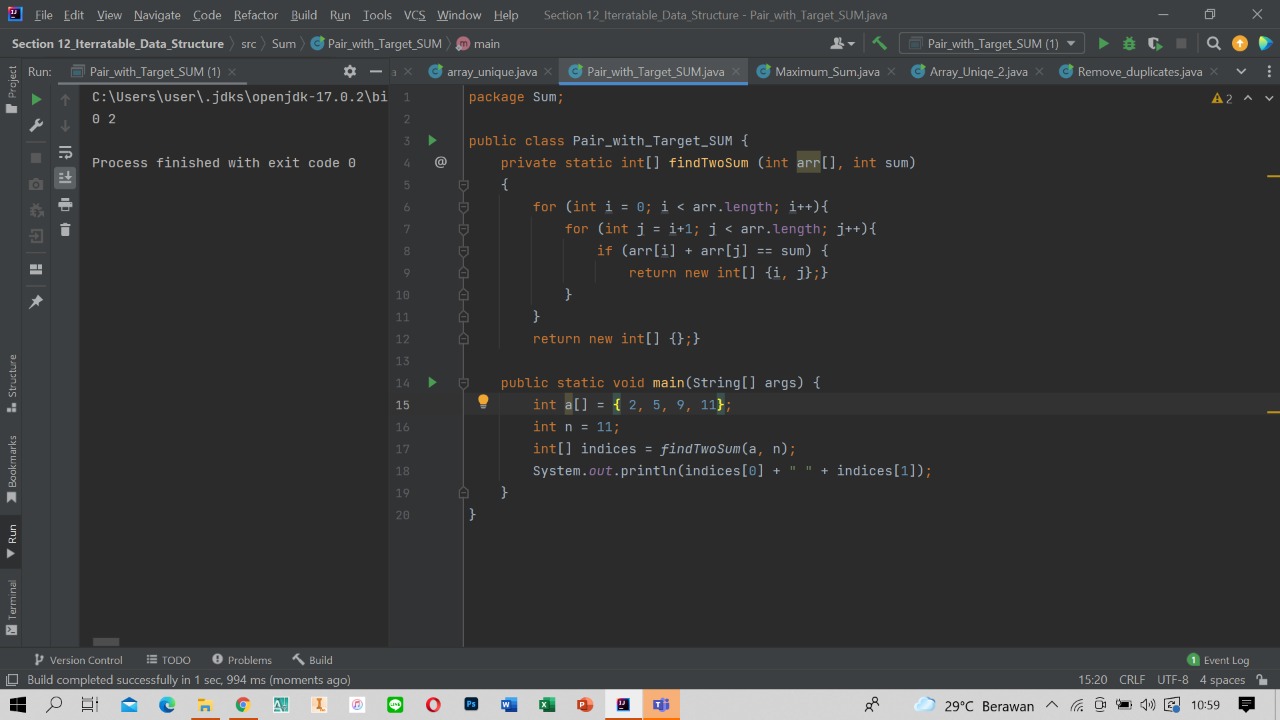 File Edit View Navigate Code Refactor Build Run Tools VCS Window Help Section 12_Iterratable_Data_Structure - Pair_with_Target_SUM.java
Section 12_Iterratable_Data_Structure src Sum Pair_with_Target_SUM main Pair_with_Target_SUM (1)
Run: Pair_with_Target_SUM (1)
array_unique.java Pair_with_Target_SUM.java Maximum_Sum.java Array_Uniqe_2.java Remove_duplicates.java
Project
Structure
Bookmarks
Run
Terminal
C:\Users\user\.jdks\openjdk-17.0.2\bi
0 2
Process finished with exit code 0
2
1 package Sum;
2
3 public class Pair_with_Target_SUM {
4 @ private static int[] findTwoSum (int arr[], int sum)
5 {
6 for (int i = 0; i < arr.length; i++){
7 for (int j = i+1; j < arr.length; j++){
8 if (arr[i] + arr[j] == sum) {
9 return new int[] {i, j};}
10 }
11 }
12 return new int[] {};}
13
14 public static void main(String[] args) {
15 int a[] = { 2, 5, 9, 11};
16 int n = 11;
17 int[] indices = findTwoSum(a, n);
18 System.out.println(indices[0] + " " + indices[1]);
19 }
20 }
Version Control TODO Problems Build 1 Event Log
Build completed successfully in 1 sec, 994 ms (moments ago) 15:20 CRLF UTF-8 4 spaces
29°C Berawan 10:59